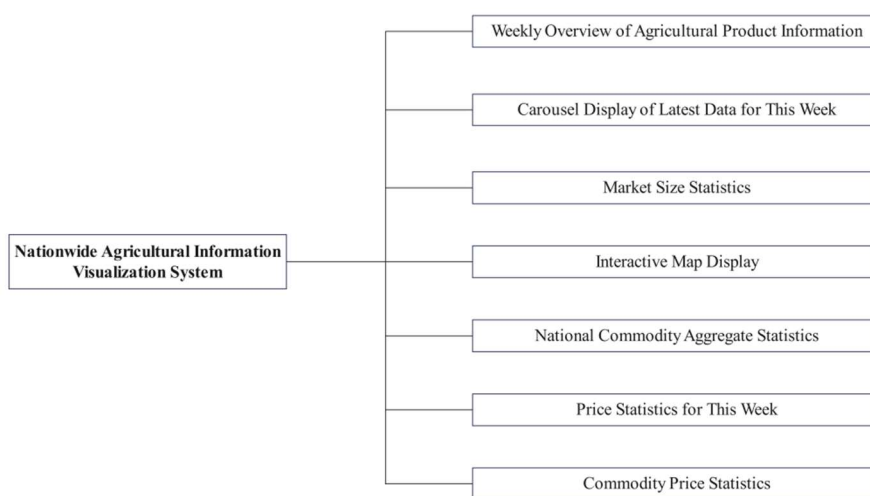 Weekly Overview of Agricultural Product Information
Carousel Display of Latest Data for This Week
Market Size Statistics
Nationwide Agricultural Information
Visualization System
Interactive Map Display
National Commodity Aggregate Statistics
Price Statistics for This Week
Commodity Price Statistics